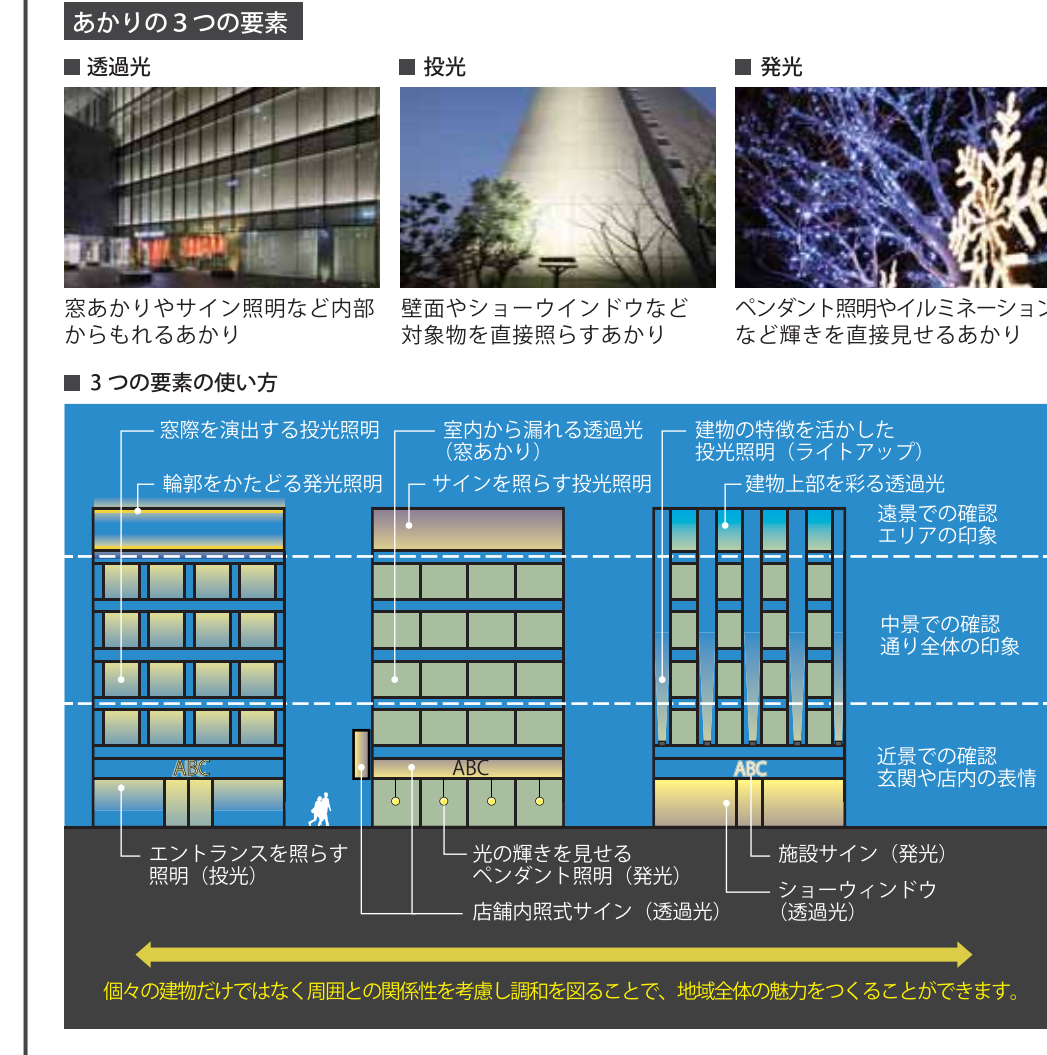 あかりの3つの要素
■ 透過光
■ 投光
■ 発光
窓あかりやサイン照明など内部
からもれるあかり
壁面やショーウインドウなど
対象物を直接照らすあかり
ペンダント照明やイルミネーション
など輝きを直接見せるあかり
■ 3つの要素の使い方
窓際を演出する投光照明
輪郭をかたどる発光照明
室内から漏れる透過光
（窓あかり）
サインを照らす投光照明
建物の特徴を活かした
投光照明（ライトアップ）
建物上部を彩る透過光
遠景での確認
エリアの印象
中景での確認
通り全体の印象
近景での確認
玄関や店内の表情
ABC
ABC
ABC
エントランスを照らす
照明（投光）
光の輝きを見せる
ペンダント照明（発光）
店舗内照式サイン（透過光）
施設サイン（発光）
ショーウィンドウ
（透過光）
個々の建物だけではなく周囲との関係性を考慮し調和を図ることで、地域全体の魅力をつくることができます。